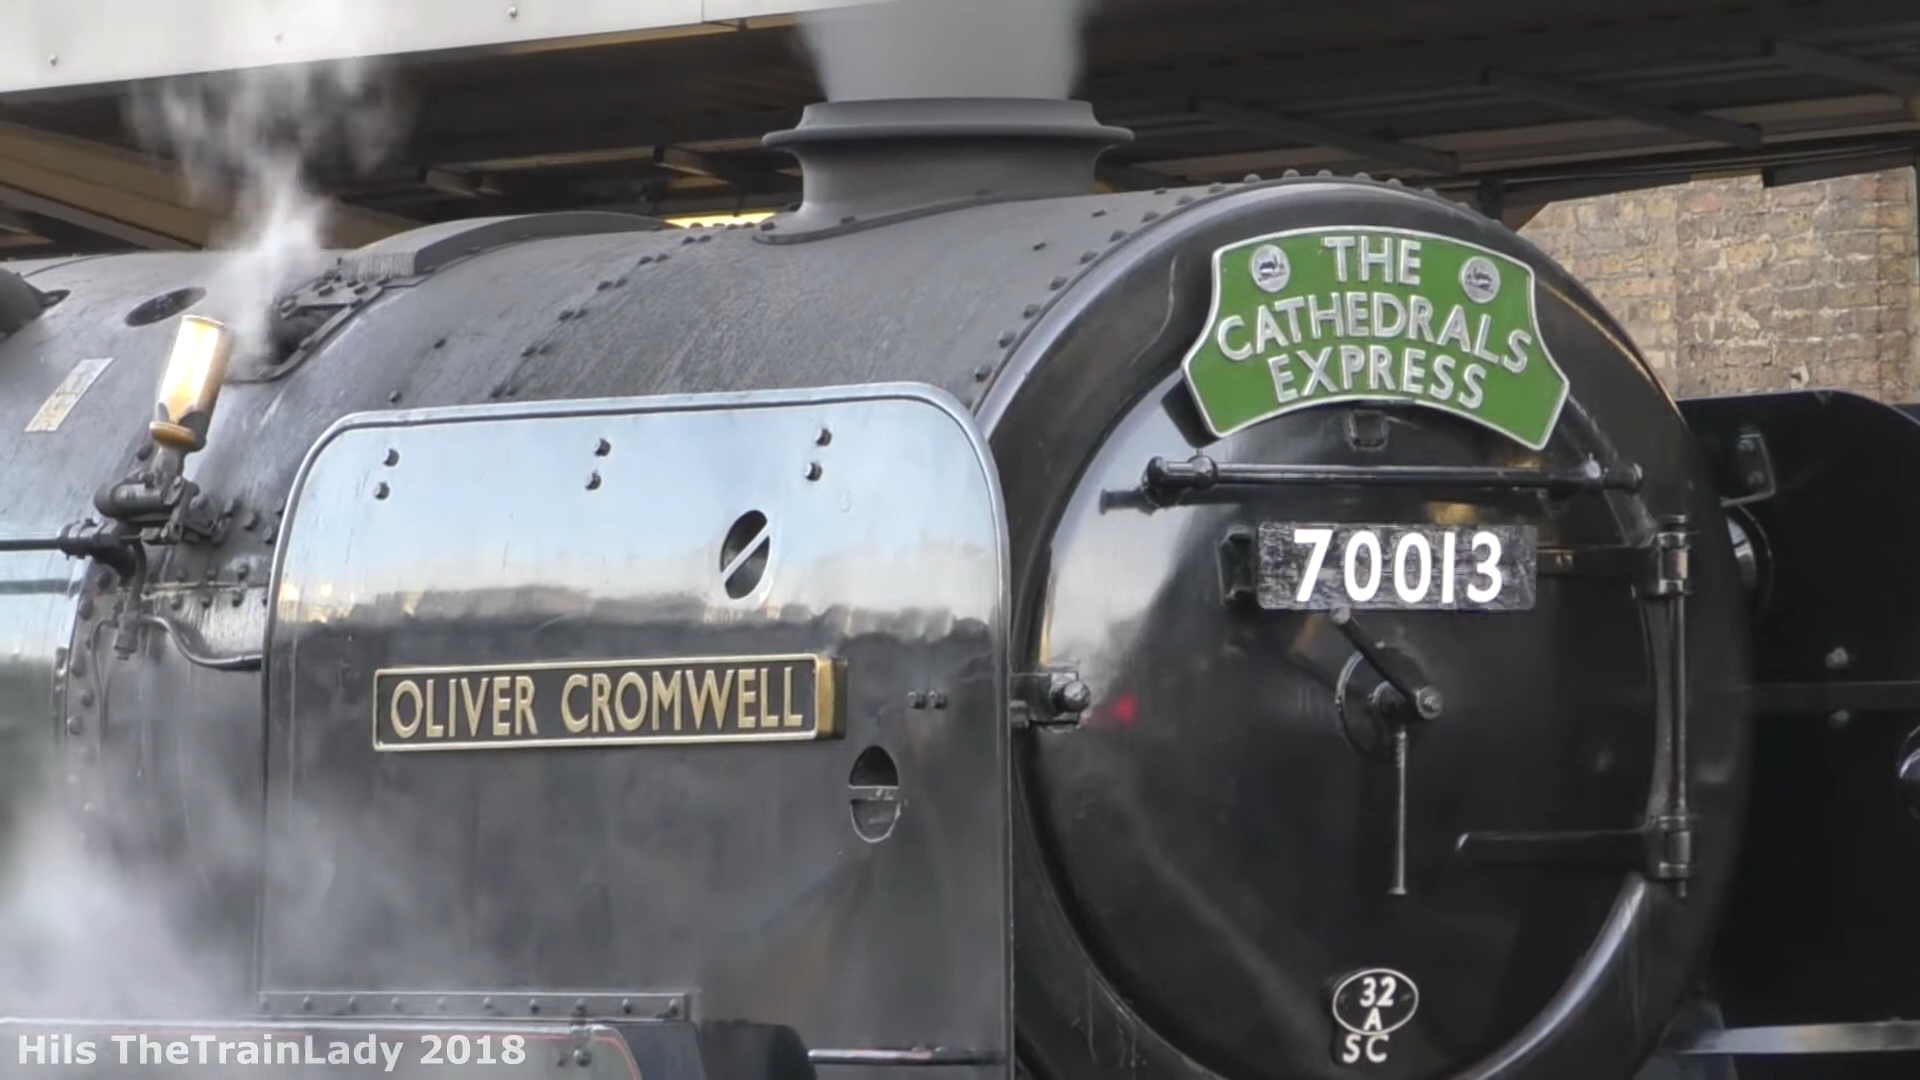 THE
CATHEDRALS
EXPRESS
70013
OLIVER CROMWELL
32
A
SC
Hils TheTrainLady 2018